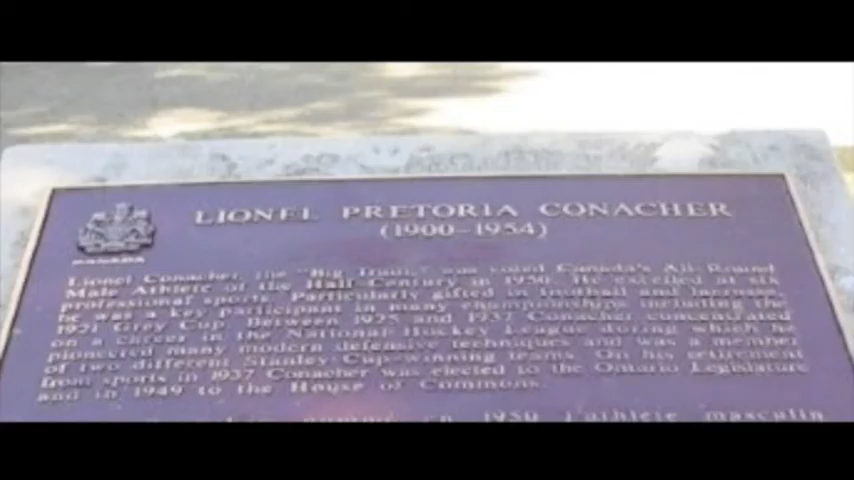 LIONEL PRETORIA CONACHER
(1900-1954)
CANADA
Lionel Conacher, the "Big Train," was voted Canada's All-Round
Male Athlete of the Half-Century in 1950. He excelled at six
professional sports. Particularly gifted in football and lacrosse,
he was a key participant in many championships including the
1921 Grey Cup. Between 1925 and 1937 Conacher concentrated
on a career in the National Hockey League during which he
pioneered many modern defensive techniques and was a member
of two different Stanley Cup-winning teams. On his retirement
from sports in 1937 Conacher was elected to the Ontario Legislature
and in 1949 to the House of Commons.
en 1950 l'athlète masculin